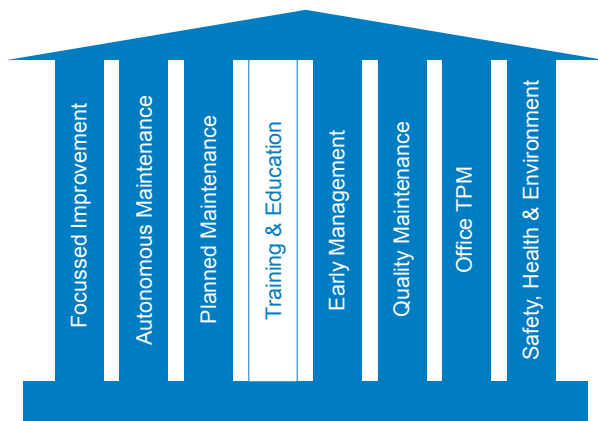 Focussed Improvement
Autonomous Maintenance
Planned Maintenance
Training & Education
Early Management
Quality Maintenance
Office TPM
Safety, Health & Environment